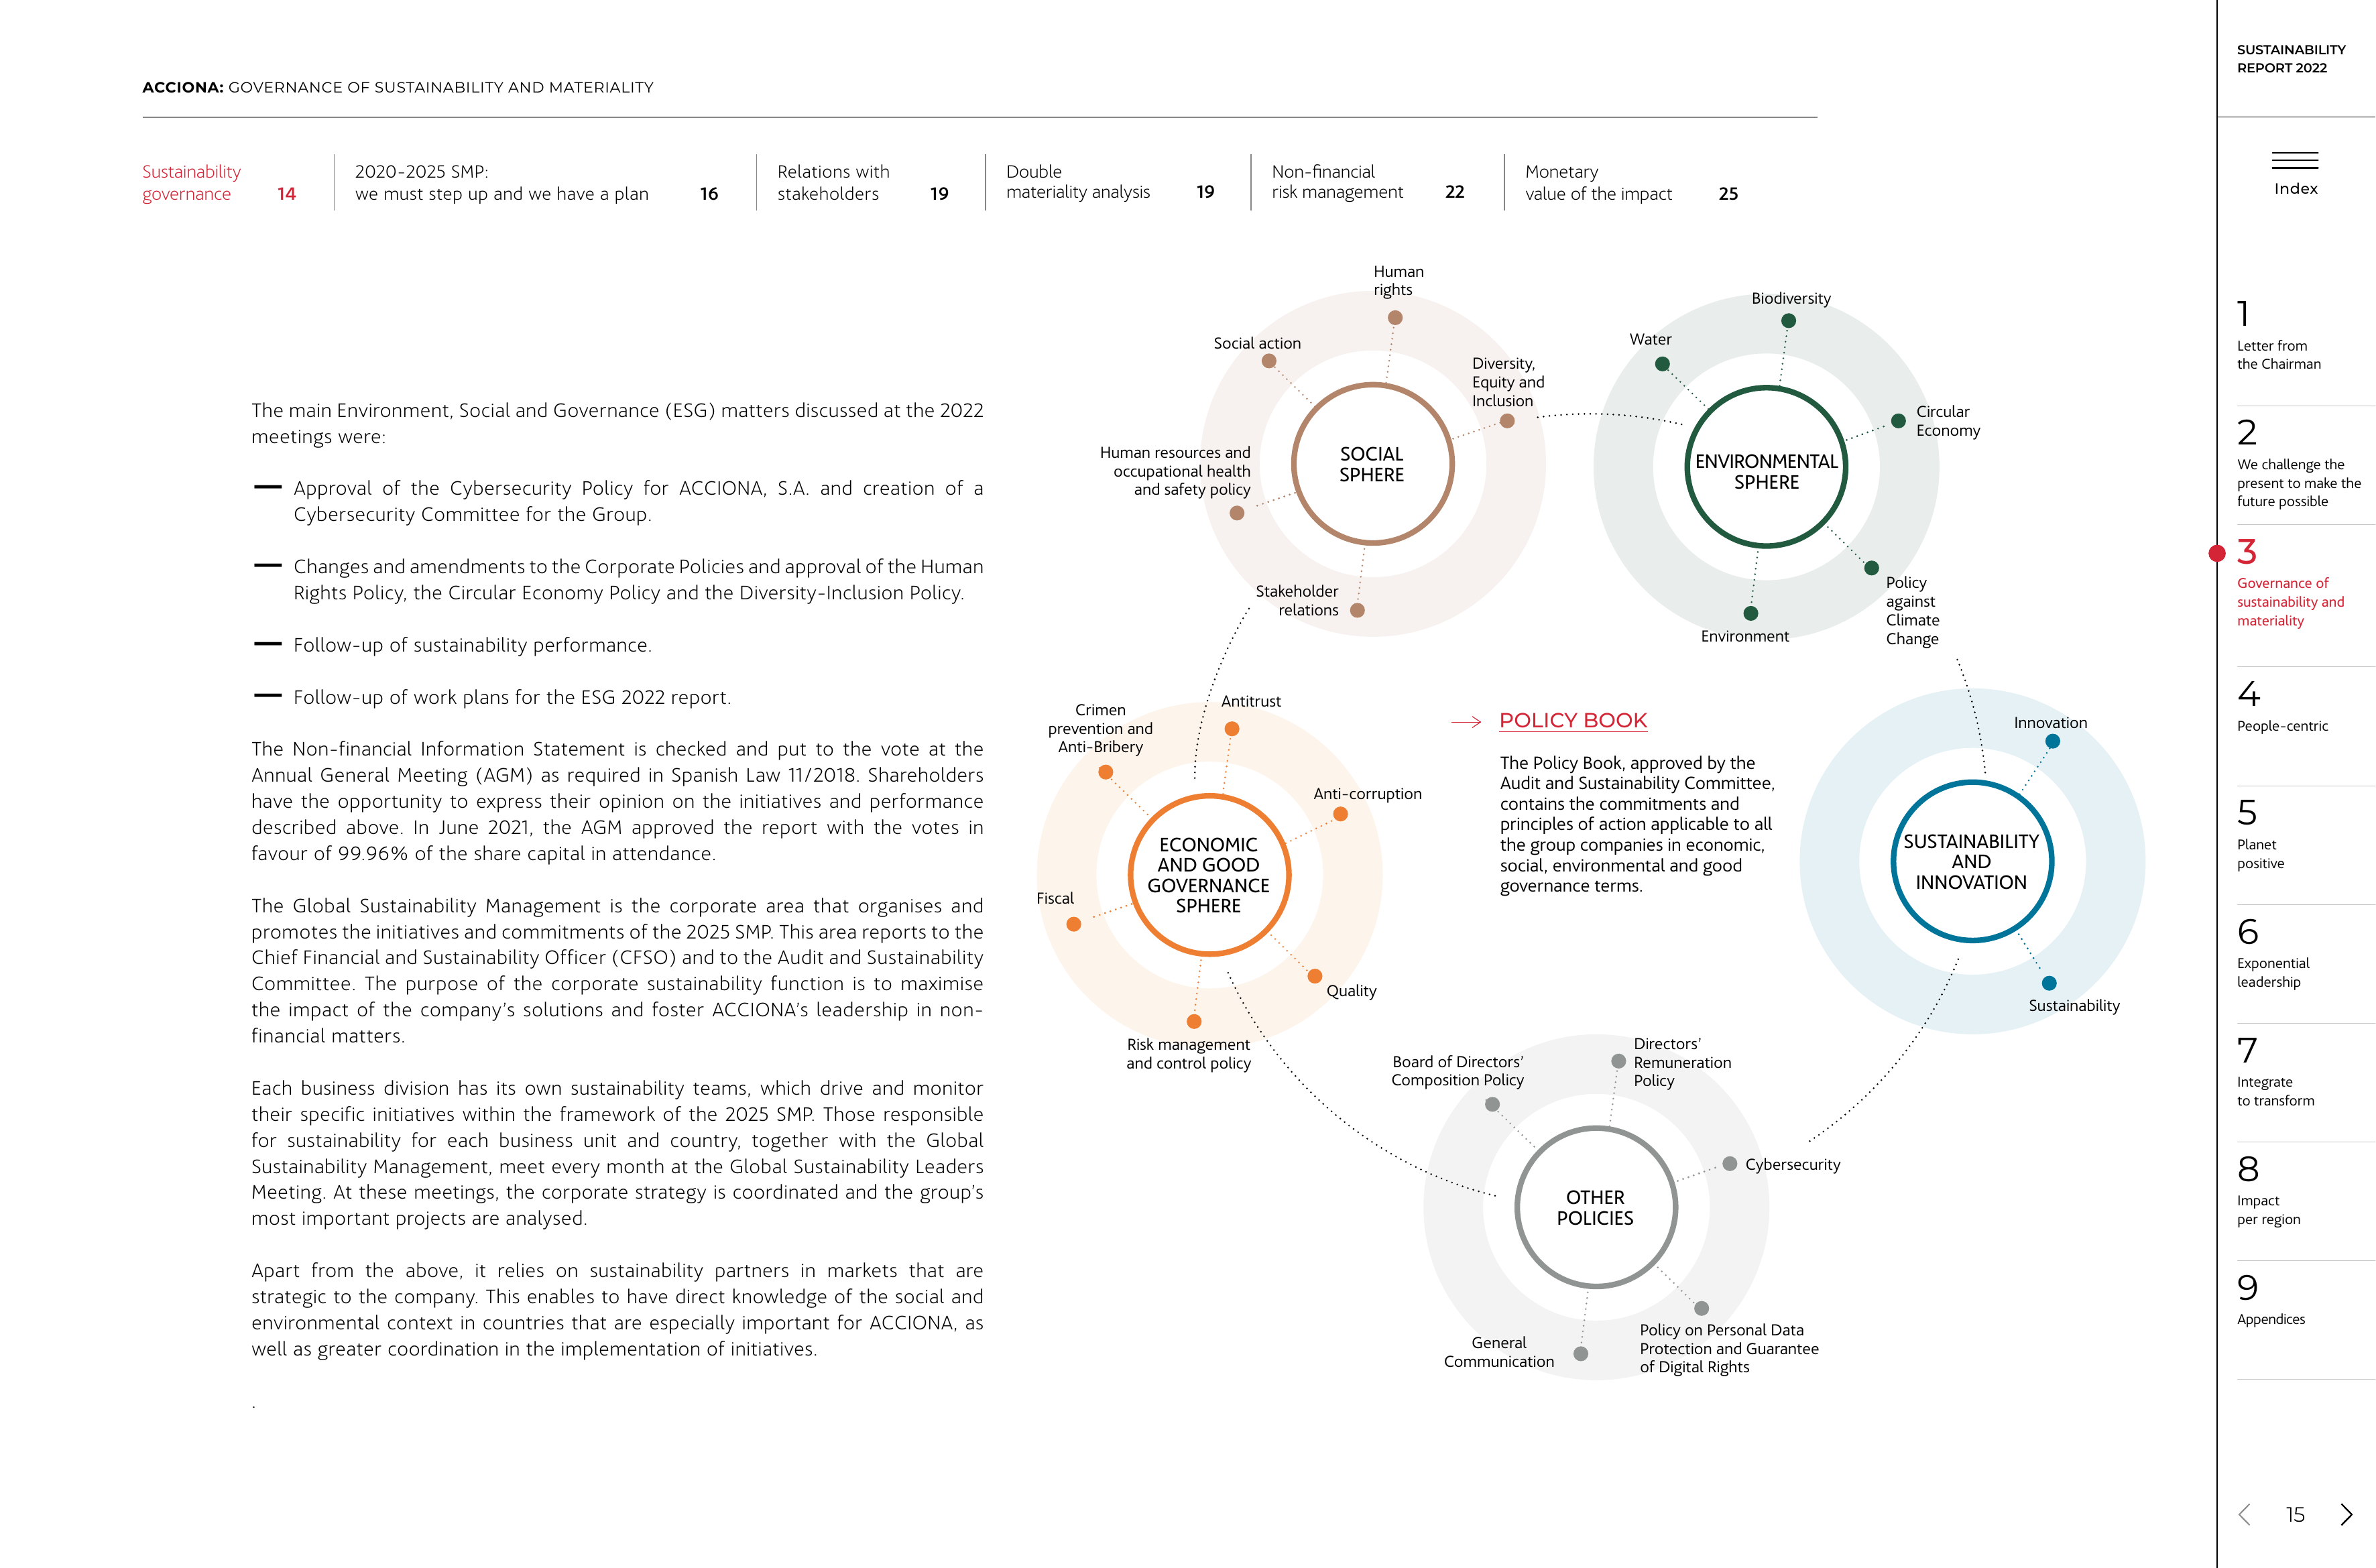 ACCIONA: GOVERNANCE OF SUSTAINABILITY AND MATERIALITY
Sustainability
governance 14
2020-2025 SMP:
we must step up and we have a plan 16
Relations with
stakeholders 19
Double
materiality analysis 19
Non-financial
risk management 22
Monetary
value of the impact 25
The main Environment, Social and Governance (ESG) matters discussed at the 2022
meetings were:
— Approval of the Cybersecurity Policy for ACCIONA, S.A. and creation of a
Cybersecurity Committee for the Group.
— Changes and amendments to the Corporate Policies and approval of the Human
Rights Policy, the Circular Economy Policy and the Diversity-Inclusion Policy.
— Follow-up of sustainability performance.
— Follow-up of work plans for the ESG 2022 report.
The Non-financial Information Statement is checked and put to the vote at the
Annual General Meeting (AGM) as required in Spanish Law 11/2018. Shareholders
have the opportunity to express their opinion on the initiatives and performance
described above. In June 2021, the AGM approved the report with the votes in
favour of 99.96% of the share capital in attendance.
The Global Sustainability Management is the corporate area that organises and
promotes the initiatives and commitments of the 2025 SMP. This area reports to the
Chief Financial and Sustainability Officer (CFSO) and to the Audit and Sustainability
Committee. The purpose of the corporate sustainability function is to maximise
the impact of the company's solutions and foster ACCIONA's leadership in non-
financial matters.
Each business division has its own sustainability teams, which drive and monitor
their specific initiatives within the framework of the 2025 SMP. Those responsible
for sustainability for each business unit and country, together with the Global
Sustainability Management, meet every month at the Global Sustainability Leaders
Meeting. At these meetings, the corporate strategy is coordinated and the group's
most important projects are analysed.
Apart from the above, it relies on sustainability partners in markets that are
strategic to the company. This enables to have direct knowledge of the social and
environmental context in countries that are especially important for ACCIONA, as
well as greater coordination in the implementation of initiatives.
.
Human
rights
Social action
Diversity,
Equity and
Inclusion
Human resources and
occupational health
and safety policy
SOCIAL
SPHERE
Stakeholder
relations
Biodiversity
Water
Circular
Economy
ENVIRONMENTAL
SPHERE
Policy
against
Climate
Change
Environment
Antitrust
Crimen
prevention and
Anti-Bribery
Anti-corruption
ECONOMIC
AND GOOD
GOVERNANCE
SPHERE
Fiscal
Quality
Risk management
and control policy
POLICY BOOK
The Policy Book, approved by the
Audit and Sustainability Committee,
contains the commitments and
principles of action applicable to all
the group companies in economic,
social, environmental and good
governance terms.
Innovation
SUSTAINABILITY
AND
INNOVATION
Sustainability
Board of Directors'
Composition Policy
Directors'
Remuneration
Policy
Cybersecurity
OTHER
POLICIES
General
Communication
Policy on Personal Data
Protection and Guarantee
of Digital Rights
SUSTAINABILITY
REPORT 2022
Index
1
Letter from
the Chairman
2
We challenge the
present to make the
future possible
3
Governance of
sustainability and
materiality
4
People-centric
5
Planet
positive
6
Exponential
leadership
7
Integrate
to transform
8
Impact
per region
9
Appendices
15